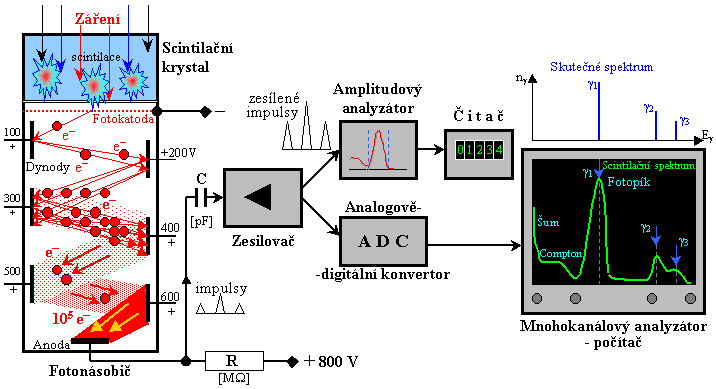 Záření
scintilace
Scintilační
krystal
Fotokatoda
−
e−
e−
100
+
Dynody
+200V
300
+
400
+
e−
500
+
600
+
10⁵ e−
Anoda
Fotonásobič
C
[pF]
impulsy
R
[MΩ]
+ 800 V
zesílené
impulsy
Zesilovač
Amplitudový
analyzátor
Čitač
01234
Analogově-
ADC
-digitální konvertor
Skutečné spektrum
nγ
γ1
γ2
γ3
Eγ
Scintilační spektrum
γ1
Fotopík
Šum
Compton
γ2
γ3
Mnohokanálový analyzátor
- počítač